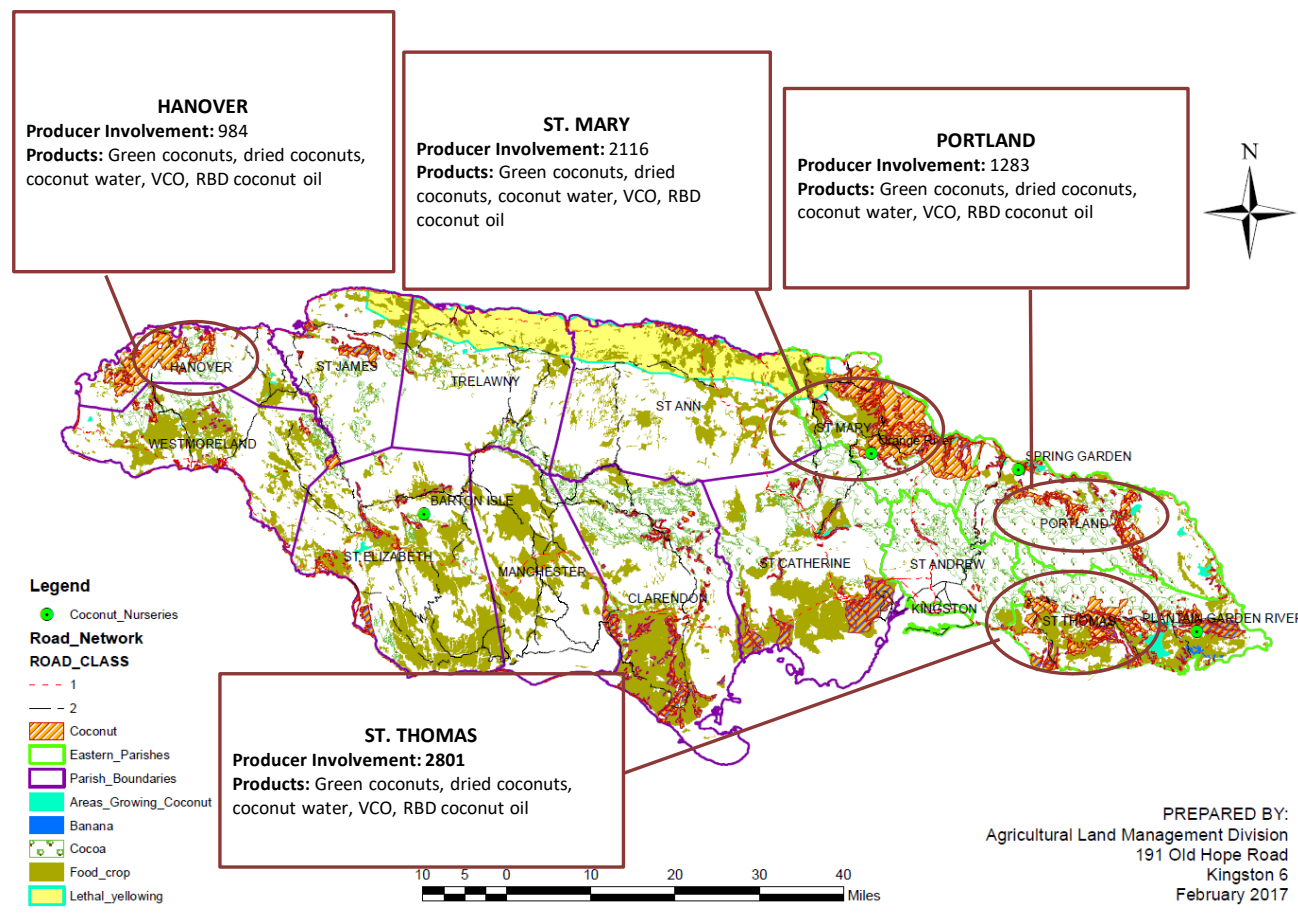 HANOVER
Producer Involvement: 984
Products: Green coconuts, dried coconuts,
coconut water, VCO, RBD coconut oil
ST. MARY
Producer Involvement: 2116
Products: Green coconuts, dried
coconuts, coconut water, VCO, RBD
coconut oil
PORTLAND
Producer Involvement: 1283
Products: Green coconuts, dried coconuts,
coconut water, VCO, RBD coconut oil
N
HANOVER
ST JAMES
TRELAWNY
ST ANN
WESTMORELAND
ST MARY
Orange River
SPRING GARDEN
BARTON ISLE
PORTLAND
ST ELIZABETH
MANCHESTER
ST CATHERINE
ST ANDREW
CLARENDON
KINGSTON
ST THOMAS
PLANTAIN GARDEN RIVER
Legend
Coconut_Nurseries
Road_Network
ROAD_CLASS
1
2
Coconut
Eastern_Parishes
Parish_Boundaries
Areas_Growing_Coconut
Banana
Cocoa
Food_crop
Lethal_yellowing
ST. THOMAS
Producer Involvement: 2801
Products: Green coconuts, dried coconuts,
coconut water, VCO, RBD coconut oil
10 5 0 10 20 30 40
Miles
PREPARED BY:
Agricultural Land Management Division
191 Old Hope Road
Kingston 6
February 2017